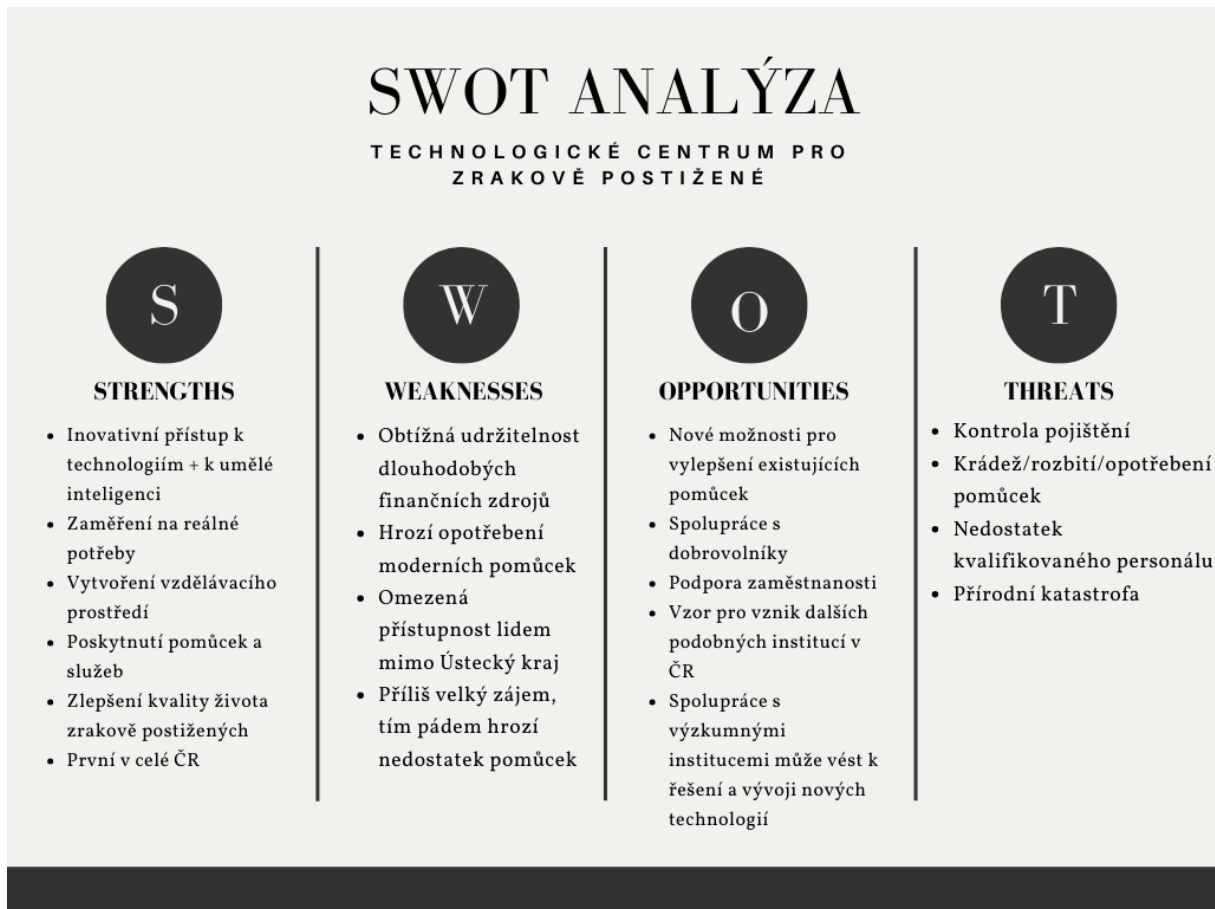 SWOT ANALÝZA
TECHNOLOGICKÉ CENTRUM PRO
ZRAKOVĚ POSTIŽENÉ
S
STRENGTHS
• Inovativní přístup k
technologiím + k umělé
inteligenci
• Zaměření na reálné
potřeby
• Vytvoření vzdělávacího
prostředí
• Poskytnutí pomůcek a
služeb
• Zlepšení kvality života
zrakově postižených
• První v celé ČR
W
WEAKNESSES
• Obtížná udržitelnost
dlouhodobých
finančních zdrojů
• Hrozí opotřebení
moderních pomůcek
• Omezená
přístupnost lidem
mimo Ústecký kraj
• Příliš velký zájem,
tím pádem hrozí
nedostatek pomůcek
O
OPPORTUNITIES
• Nové možnosti pro
vylepšení existujících
pomůcek
• Spolupráce s
dobrovolníky
• Podpora zaměstnanosti
• Vzor pro vznik dalších
podobných institucí v
ČR
• Spolupráce s
výzkumnými
institucemi může vést k
řešení a vývoji nových
technologií
T
THREATS
• Kontrola pojištění
• Krádež/rozbití/opotřebení
pomůcek
• Nedostatek
kvalifikovaného personálu
• Přírodní katastrofa